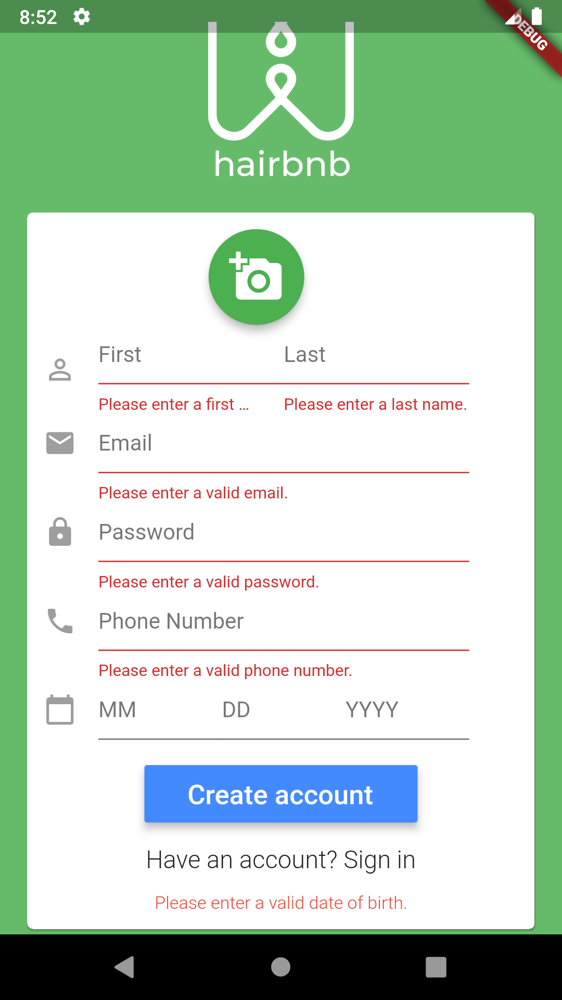 8:52
DEBUG
hairbnb
First Last
Please enter a first ... Please enter a last name.
Email
Please enter a valid email.
Password
Please enter a valid password.
Phone Number
Please enter a valid phone number.
MM DD YYYY
Create account
Have an account? Sign in
Please enter a valid date of birth.